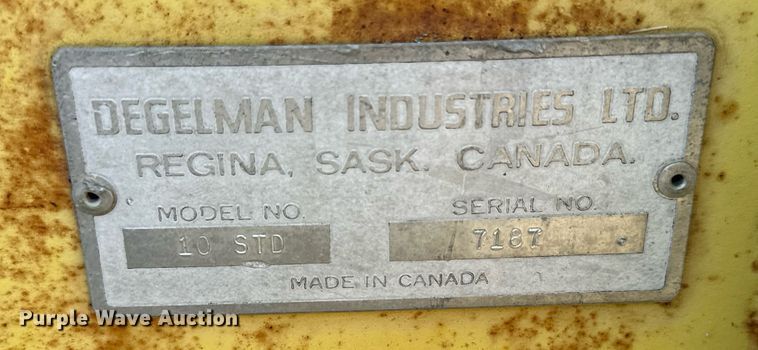 DEGELMAN INDUSTRIES LTD.
REGINA, SASK. CANADA.
MODEL NO. SERIAL NO.
10 STD 7187
MADE IN CANADA
Purple Wave Auction